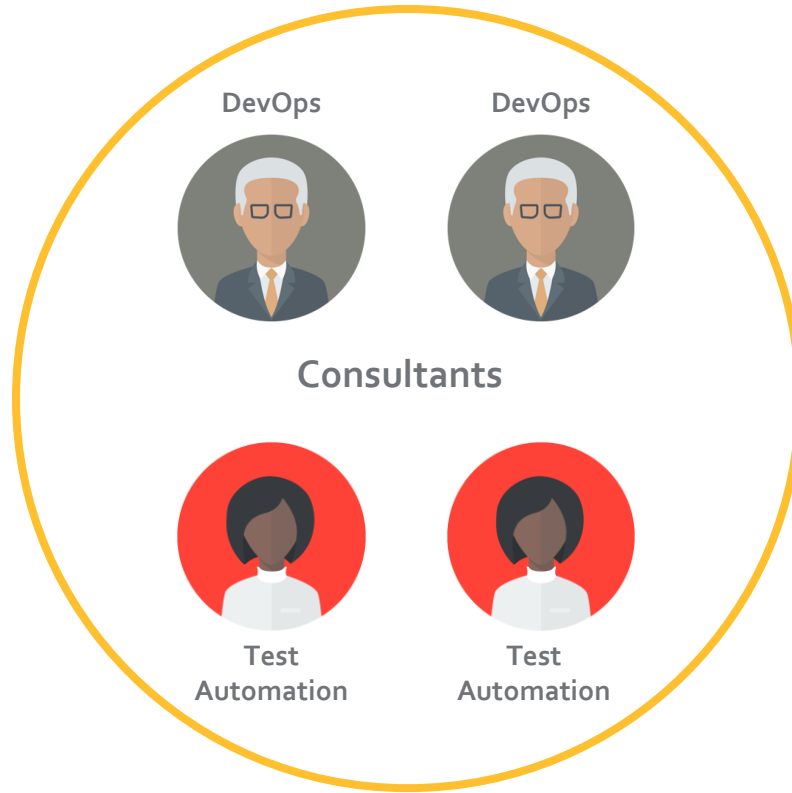 DevOps
DevOps
Consultants
Test
Automation
Test
Automation